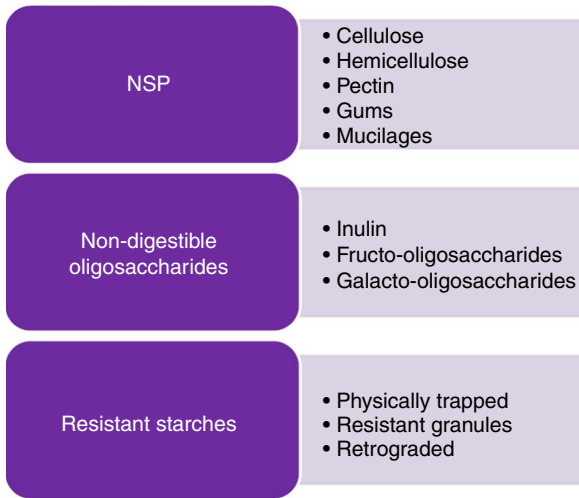 NSP
• Cellulose
• Hemicellulose
• Pectin
• Gums
• Mucilages
Non-digestible
oligosaccharides
• Inulin
• Fructo-oligosaccharides
• Galacto-oligosaccharides
Resistant starches
• Physically trapped
• Resistant granules
• Retrograded